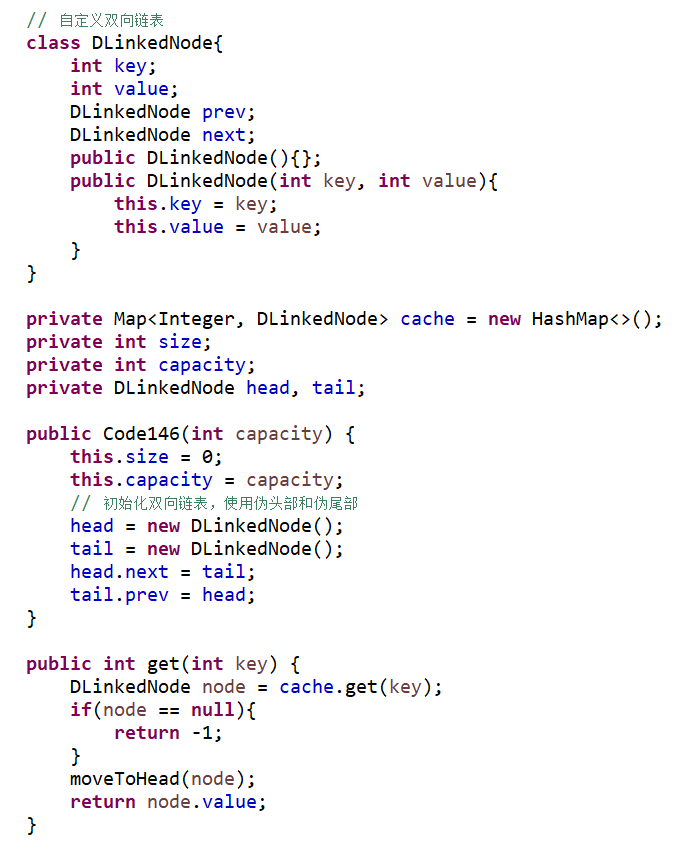 // 自定义双向链表
class DLinkedNode{
    int key;
    int value;
    DLinkedNode prev;
    DLinkedNode next;
    public DLinkedNode(){};
    public DLinkedNode(int key, int value){
        this.key = key;
        this.value = value;
    }
}

private Map<Integer, DLinkedNode> cache = new HashMap<>();
private int size;
private int capacity;
private DLinkedNode head, tail;

public Code146(int capacity) {
    this.size = 0;
    this.capacity = capacity;
    // 初始化双向链表，使用伪头部和伪尾部
    head = new DLinkedNode();
    tail = new DLinkedNode();
    head.next = tail;
    tail.prev = head;
}

public int get(int key) {
    DLinkedNode node = cache.get(key);
    if(node == null){
        return -1;
    }
    moveToHead(node);
    return node.value;
}